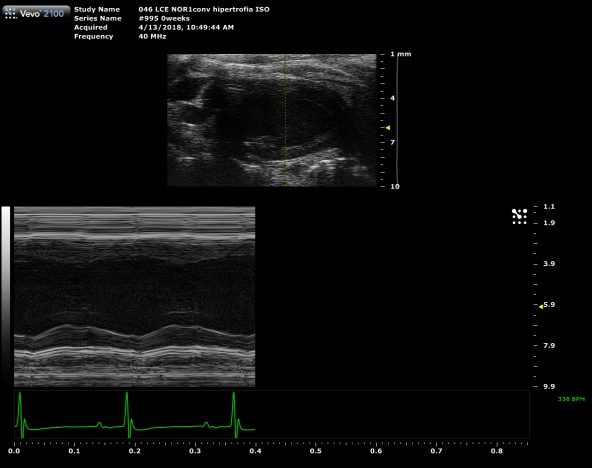 Vevo 2100
Study Name 046 LCE NOR1conv hipertrofia ISO
Series Name #995 0weeks
Acquired 4/13/2018, 10:49:44 AM
Frequency 40 MHz
1 mm
4
7
10
1.1
1.9
3.9
5.9
7.9
9.9
338 BPM
0.0 0.1 0.2 0.3 0.4 0.5 0.6 0.7 0.8